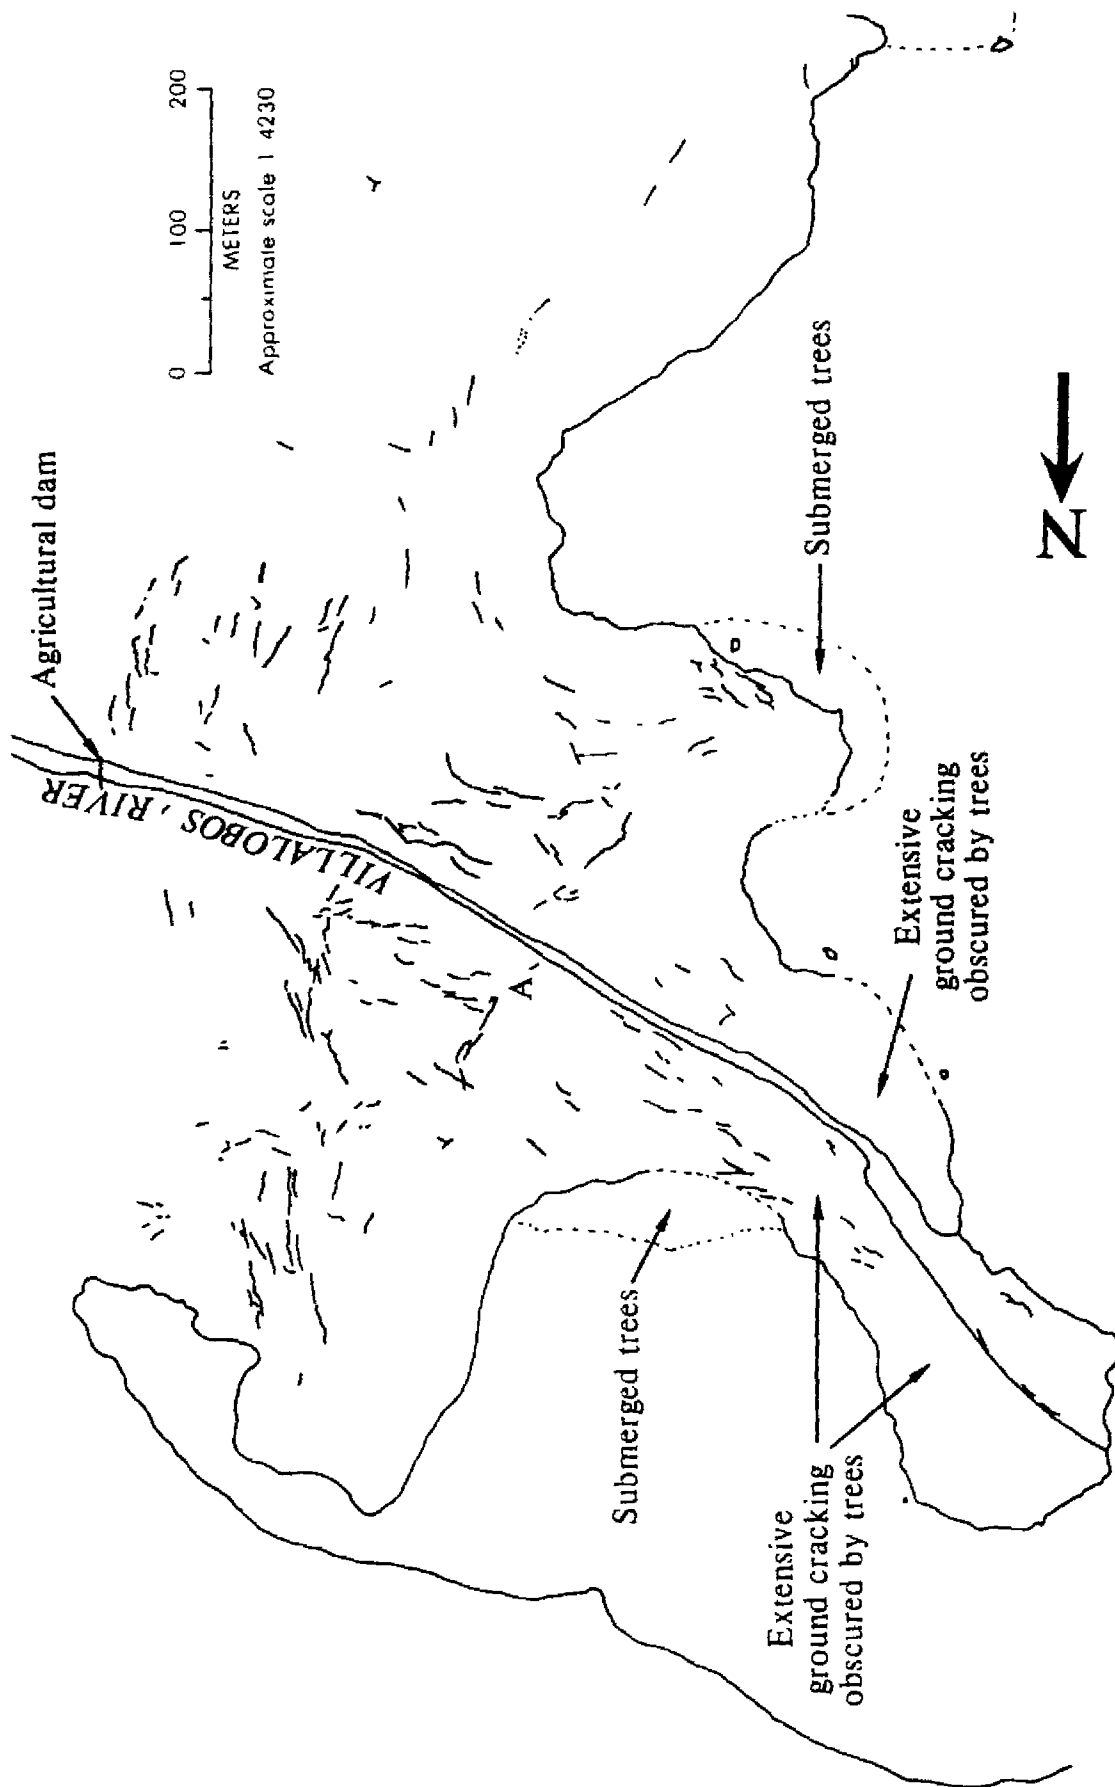 Agricultural dam
VILLALOBOS, RIVER
0 100 200
METERS
Approximate scale 1 4230
A
Submerged trees
Extensive
ground cracking
obscured by trees
Submerged trees
Extensive
ground cracking
obscured by trees
N